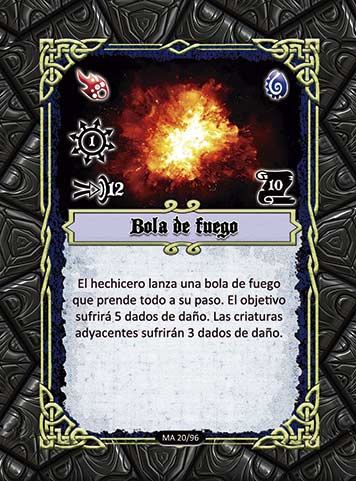 1
12
10
Bola de fuego
El hechicero lanza una bola de fuego
que prende todo a su paso. El objetivo
sufrirá 5 dados de daño. Las criaturas
adyacentes sufrirán 3 dados de daño.
MA 20/96